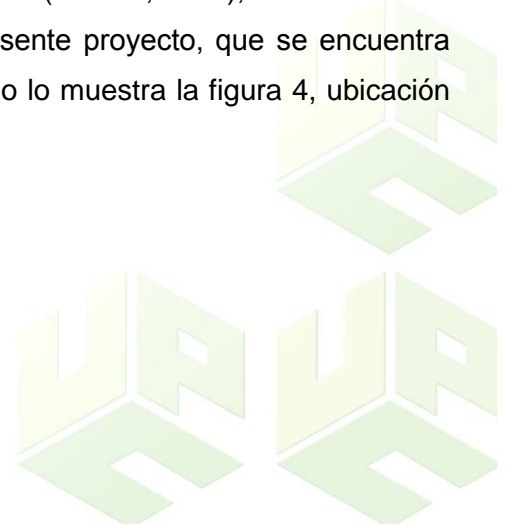 sente proyecto, que se encuentra
o lo muestra la figura 4, ubicación